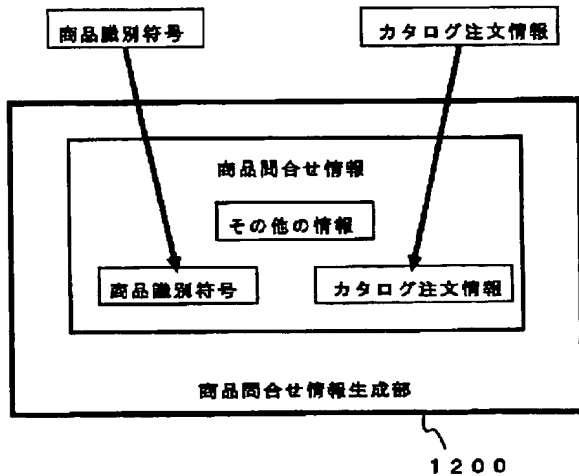 商品識別符号
カタログ注文情報
商品問合せ情報
その他の情報
商品識別符号
カタログ注文情報
商品問合せ情報生成部
1200